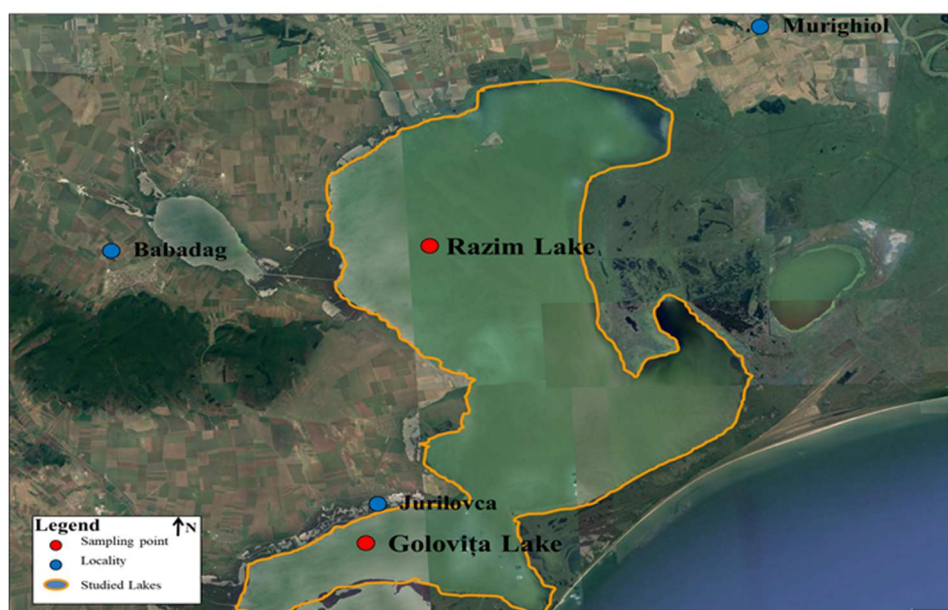 Murighiol
Babadag
Razim Lake
Jurilovca
Golovița Lake
Legend
N
Sampling point
Locality
Studied Lakes